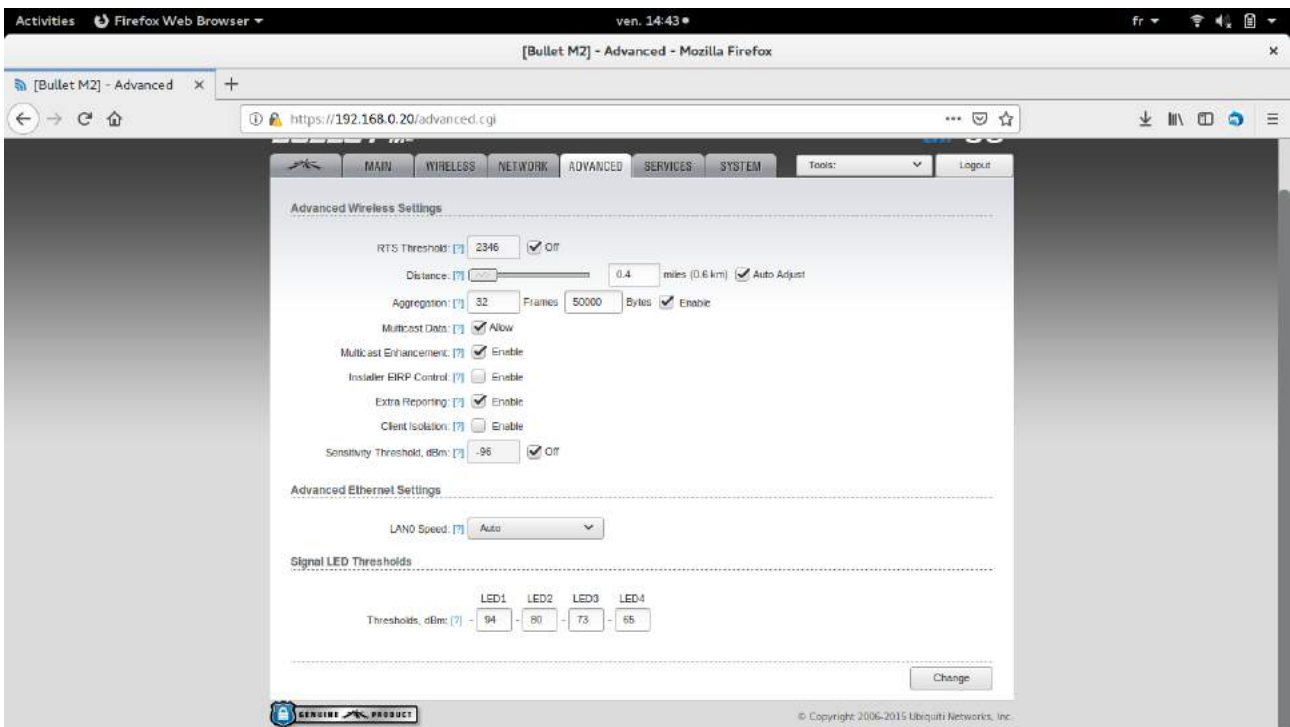 Activities Firefox Web Browser ven. 14:43 fr
[Bullet M2] - Advanced - Mozilla Firefox
[Bullet M2] - Advanced
https://192.168.0.20/advanced.cgi
MAIN WIRELESS NETWORK ADVANCED SERVICES SYSTEM Tools: Logout
Advanced Wireless Settings
RTS Threshold: [?] 2346 Off
Distance: [?] 0.4 miles (0.6 km) Auto Adjust
Aggregation: [?] 32 Frames 50000 Bytes Enable
Multicast Data: [?] Allow
Multicast Enhancement: [?] Enable
Installer EIRP Control: [?] Enable
Extra Reporting: [?] Enable
Client Isolation: [?] Enable
Sensitivity Threshold, dBm: [?] -96 Off
Advanced Ethernet Settings
LAN0 Speed: [?] Auto
Signal LED Thresholds
LED1 LED2 LED3 LED4
Thresholds, dBm: [?] - 94 - 80 - 73 - 65
Change
GENUINE PRODUCT
© Copyright 2006-2015 Ubiquiti Networks, Inc.